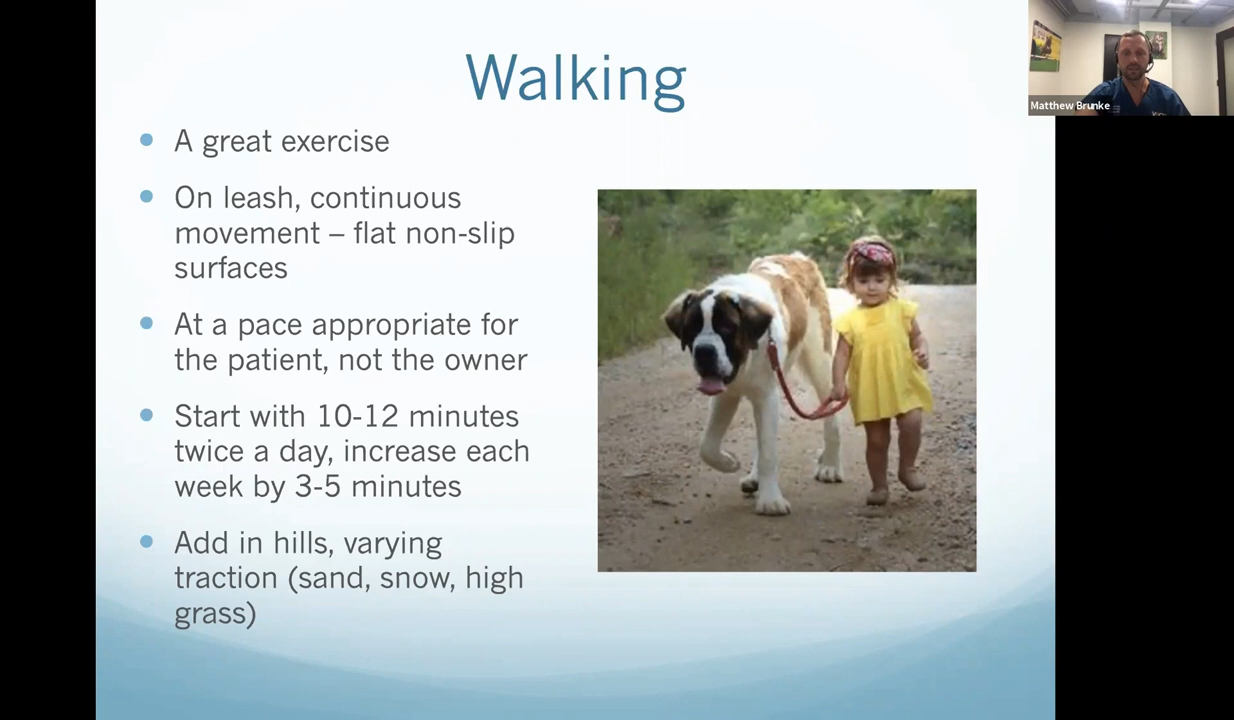 Walking
Matthew Brunke
• A great exercise
• On leash, continuous
movement – flat non-slip
surfaces
• At a pace appropriate for
the patient, not the owner
• Start with 10-12 minutes
twice a day, increase each
week by 3-5 minutes
• Add in hills, varying
traction (sand, snow, high
grass)